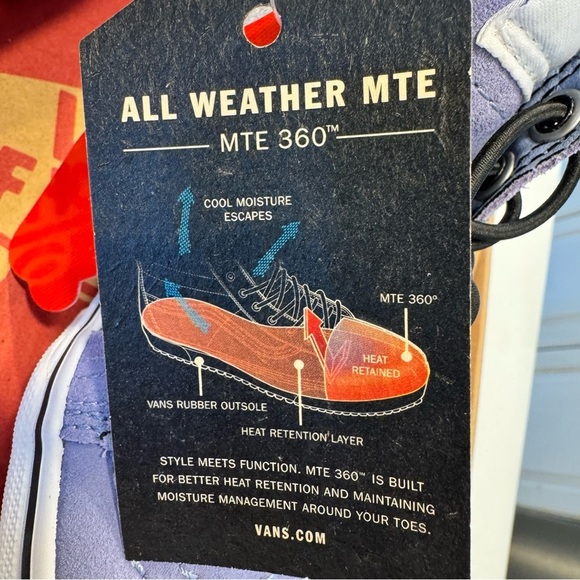 ALL WEATHER MTE
MTE 360™
COOL MOISTURE
ESCAPES
MTE 360°
HEAT
RETAINED
VANS RUBBER OUTSOLE
HEAT RETENTION LAYER
STYLE MEETS FUNCTION. MTE 360™ IS BUILT
FOR BETTER HEAT RETENTION AND MAINTAINING
MOISTURE MANAGEMENT AROUND YOUR TOES.
VANS.COM